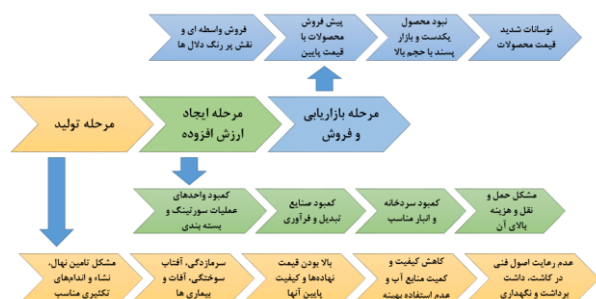 فروش واسطه ای و
نقش پر رنگ دلال ها
پیش فروش
محصولات با
قیمت پایین
نبود محصول
یکدست و بازار
پسند با حجم بالا
نوسانات شدید
قیمت محصولات
مرحله تولید
مرحله ایجاد
ارزش افزوده
مرحله بازاریابی
و فروش
کمبود واحدهای
عملیات سورتینگ و
بسته بندی
کمبود صنایع
تبدیل و فرآوری
کمبود سردخانه
و انبار مناسب
مشکل حمل و
نقل و هزینه
بالای آن
مشکل تامین نهال،
نشاء و اندام‌های
تکثیری مناسب
سرمازدگی، آفتاب
سوختگی، آفات و
بیماری ها
بالا بودن قیمت
نهاده‌ها و کیفیت
پایین آنها
کاهش کیفیت و
کمیت منابع آب و
عدم استفاده بهینه
عدم رعایت اصول فنی
در کاشت، داشت
برداشت و نگهداری